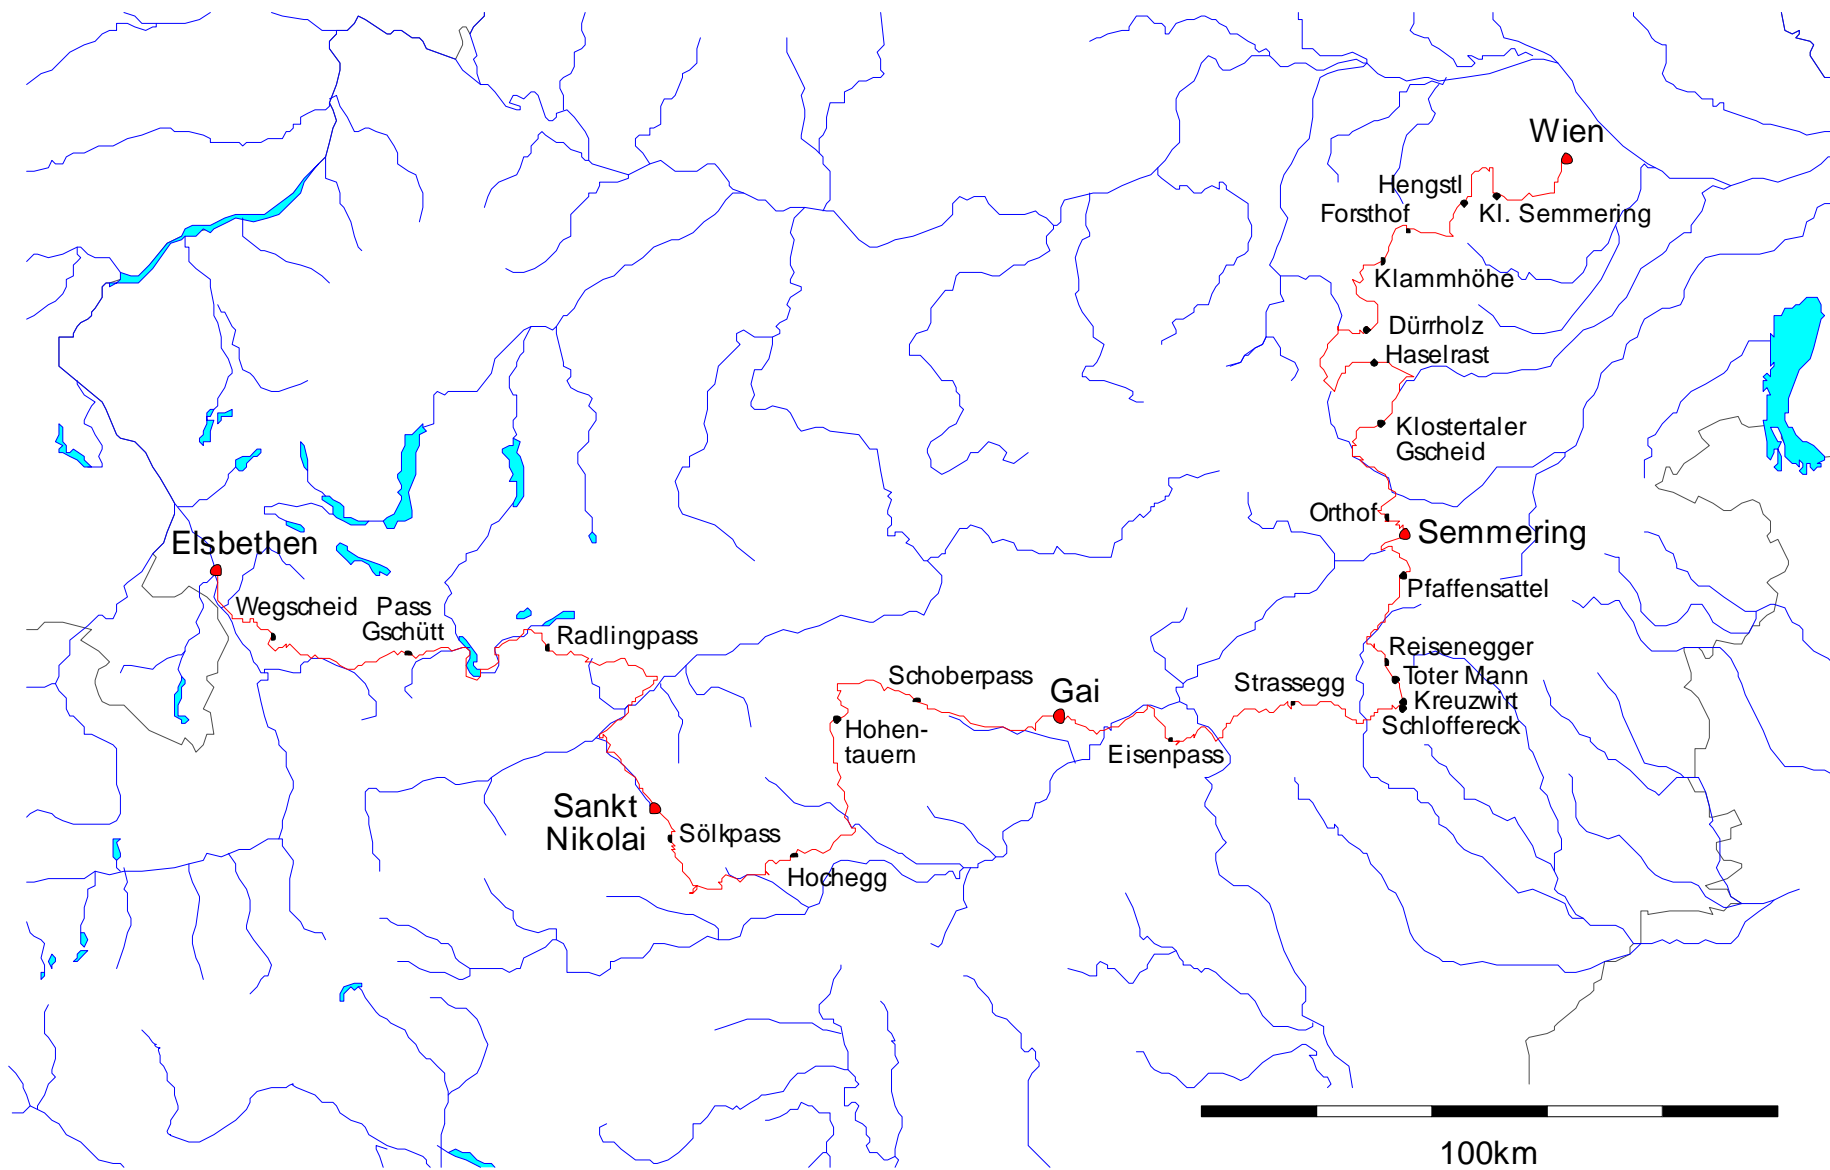 Wien
Hengstl
Forsthof
Kl. Semmering
Klammhöhe
Dürrholz
Haselrast
Klostertaler
Gscheid
Orthof
Semmering
Elsbethen
Pfaffensattel
Wegscheid
Pass
Gschütt
Radlingpass
Reisenegger
Toter Mann
Kreuzwirt
Schloffereck
Schoberpass
Gai
Strassegg
Hohen-
tauern
Eisenpass
Sankt
Nikolai
Sölkpass
Hochegg
100km